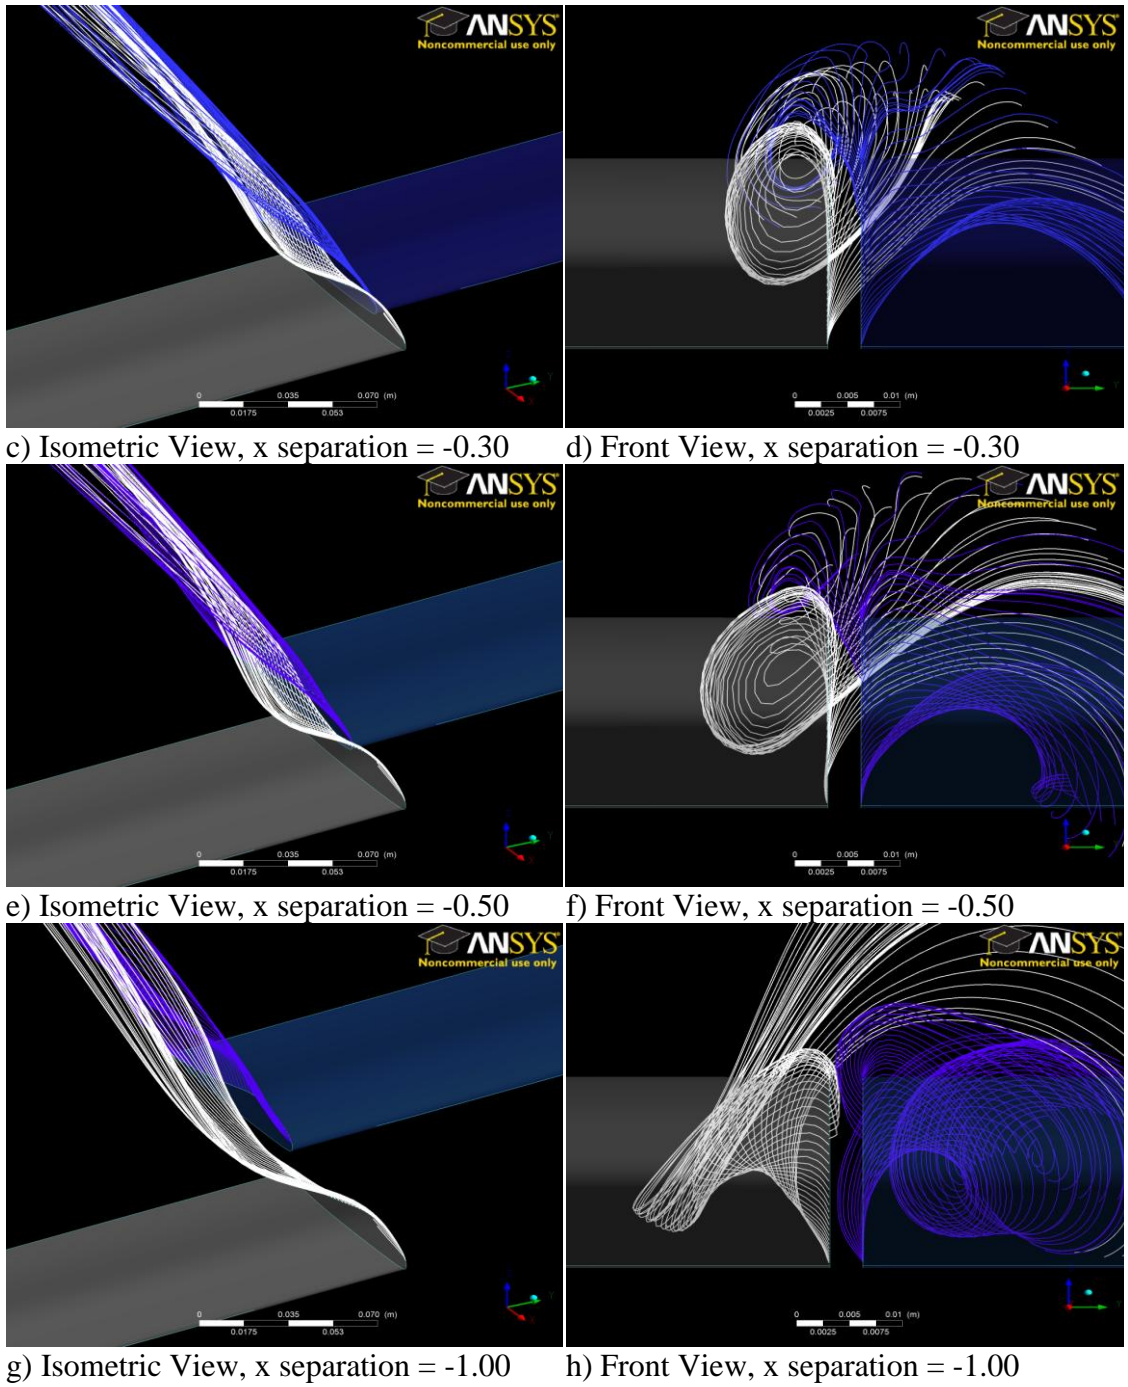 ANSYS
Noncommercial use only
0 0.035 0.070 (m)
0.0175 0.053
ANSYS
Noncommercial use only
0 0.005 0.01 (m)
0.0025 0.0075
c) Isometric View, x separation = -0.30
d) Front View, x separation = -0.30
ANSYS
Noncommercial use only
0 0.035 0.070 (m)
0.0175 0.053
ANSYS
Noncommercial use only
0 0.005 0.01 (m)
0.0025 0.0075
e) Isometric View, x separation = -0.50
f) Front View, x separation = -0.50
ANSYS
Noncommercial use only
0 0.035 0.070 (m)
0.0175 0.053
ANSYS
Noncommercial use only
0 0.005 0.01 (m)
0.0025 0.0075
g) Isometric View, x separation = -1.00
h) Front View, x separation = -1.00